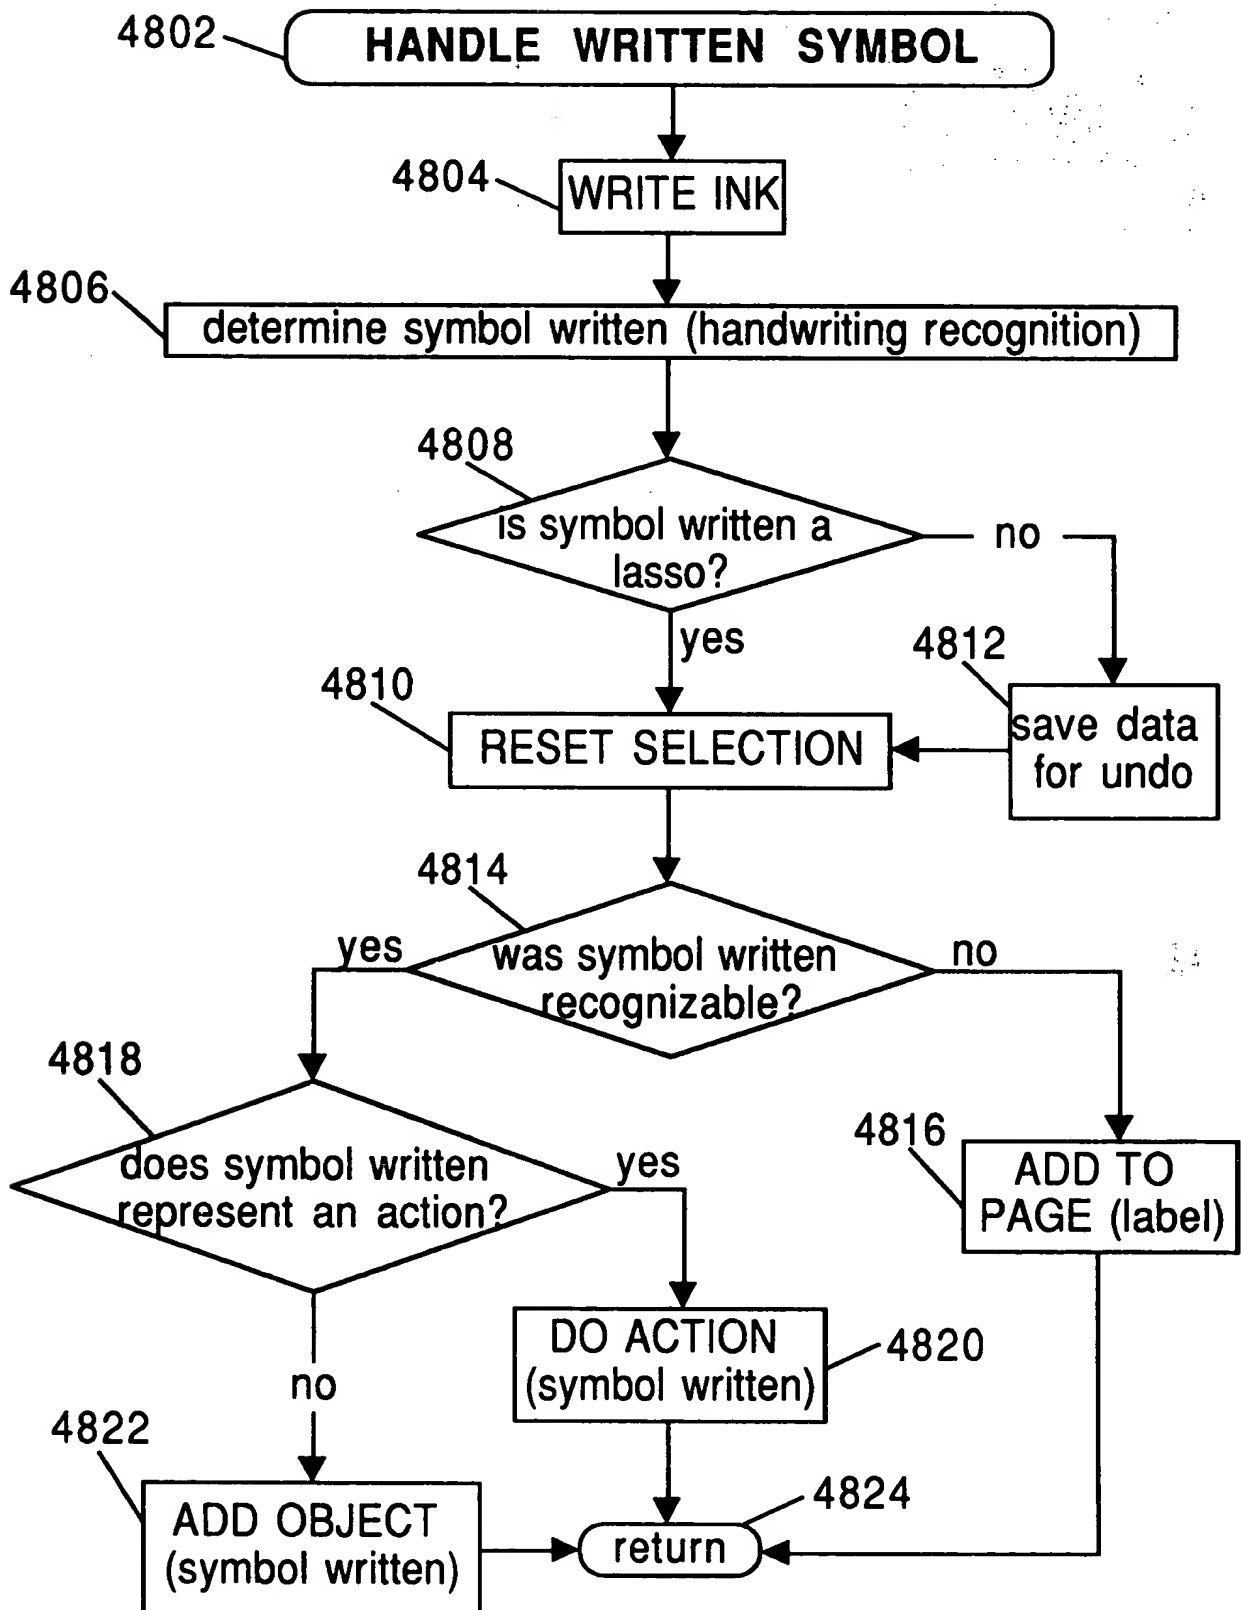 4802
HANDLE WRITTEN SYMBOL
4804
WRITE INK
4806
determine symbol written (handwriting recognition)
4808
is symbol written a
lasso?
no
yes
4812
save data
for undo
4810
RESET SELECTION
4814
was symbol written
recognizable?
yes
no
4818
does symbol written
represent an action?
yes
4816
ADD TO
PAGE (label)
no
DO ACTION
(symbol written)
4820
4822
ADD OBJECT
(symbol written)
4824
return